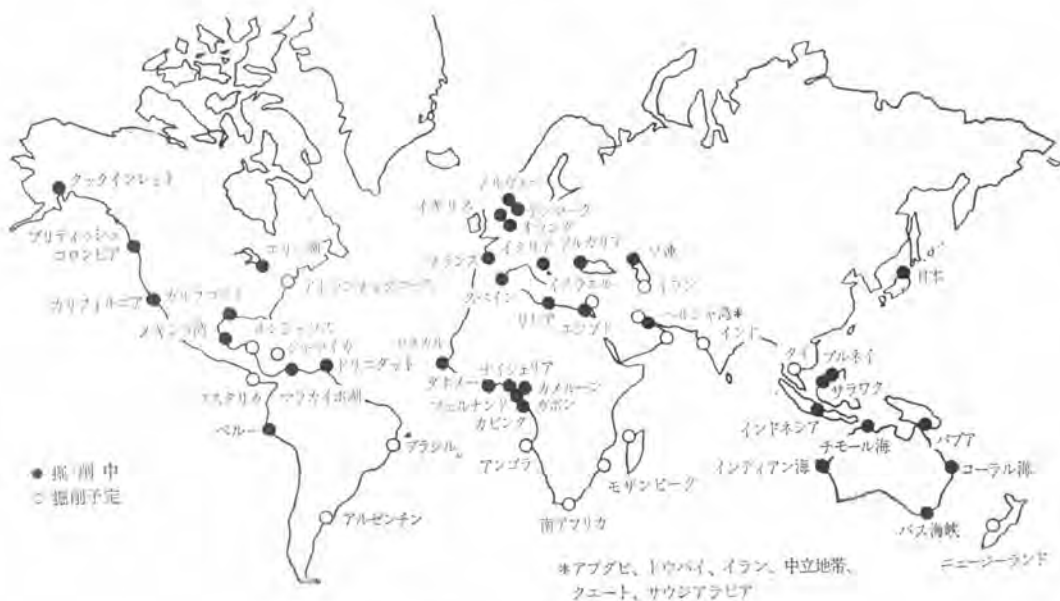 クックインレット
ブリティッシュ
コロンビア
カリフォルニア
エリー湖
メキシコ湾
ジャマイカ
トリニダット
コスタリカ
マラカイボ湖
ペルー
ブラジル
アルゼンチン
● 掘削中
○ 掘削予定
ノルウェー
イギリス
デンマーク
オランダ
フランス
イタリア
ブルガリア
ソ連
スペイン
イスラエル
イラン
リビア
エジプト
ペルシャ湾*
インド
セネガル
ダホメー
ナイジェリア
カメルーン
ガボン
カビンダ
アンゴラ
モザンビーク
南アフリカ
日本
タイ
ブルネイ
サラワク
インドネシア
チモール海
パプア
インディアン海
コーラル海
バス海峡
ニュージーランド
*アブダビ、トウバイ、イラン、中立地帯、
クエート、サウジアラビア